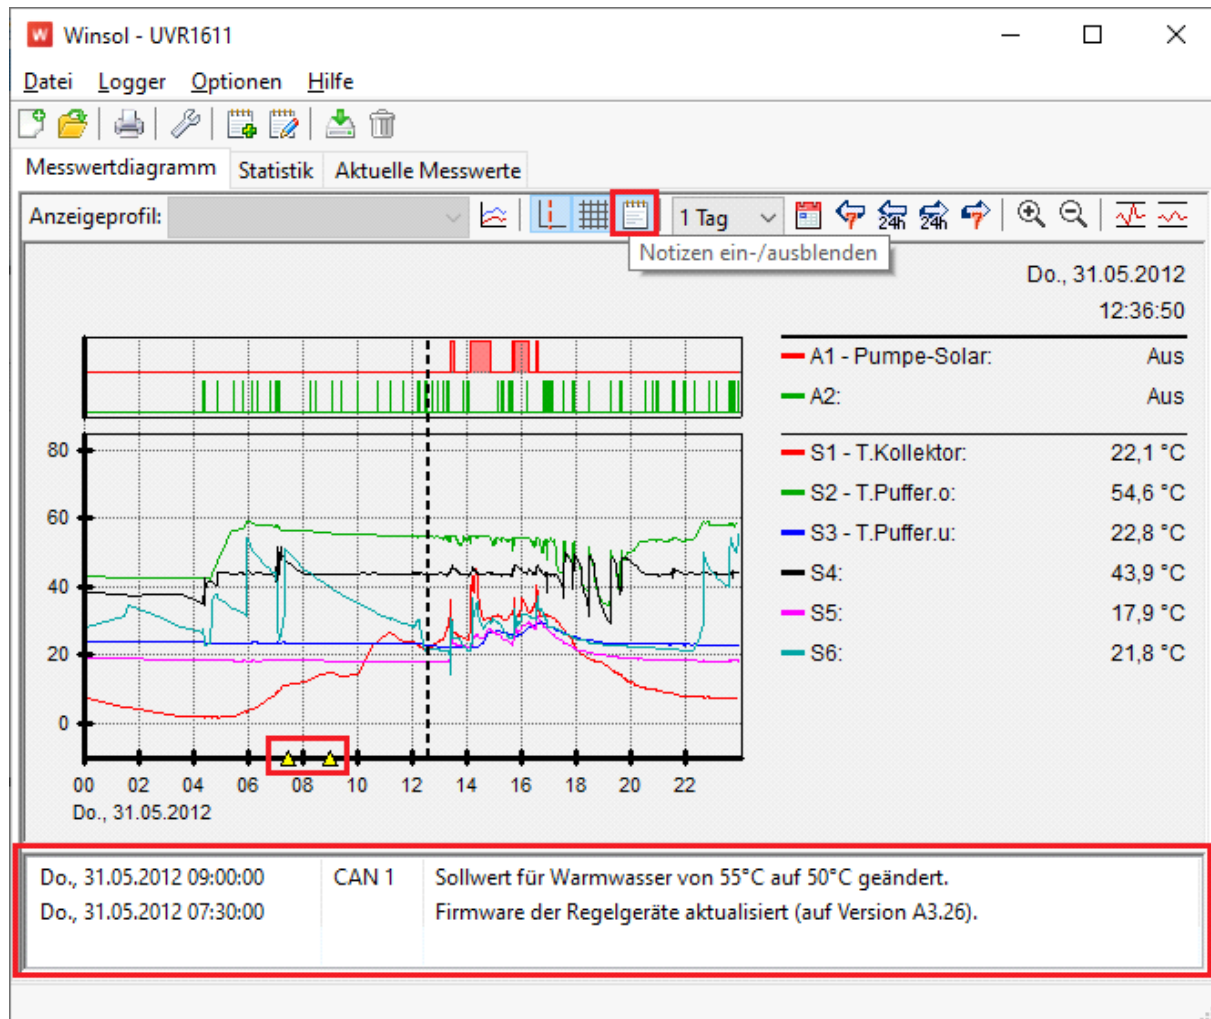 Winsol - UVR1611
Datei Logger Optionen Hilfe
Messwertdiagramm Statistik Aktuelle Messwerte
Anzeigeprofil: 1 Tag 7 24h 24h 7
Notizen ein-/ausblenden
Do., 31.05.2012
12:36:50
A1 - Pumpe-Solar: Aus
A2: Aus
80
60
40
20
0
S1 - T.Kollektor: 22,1 °C
S2 - T.Puffer.o: 54,6 °C
S3 - T.Puffer.u: 22,8 °C
S4: 43,9 °C
S5: 17,9 °C
S6: 21,8 °C
00 02 04 06 08 10 12 14 16 18 20 22
Do., 31.05.2012
Do., 31.05.2012 09:00:00 CAN 1 Sollwert für Warmwasser von 55°C auf 50°C geändert.
Do., 31.05.2012 07:30:00 Firmware der Regelgeräte aktualisiert (auf Version A3.26).